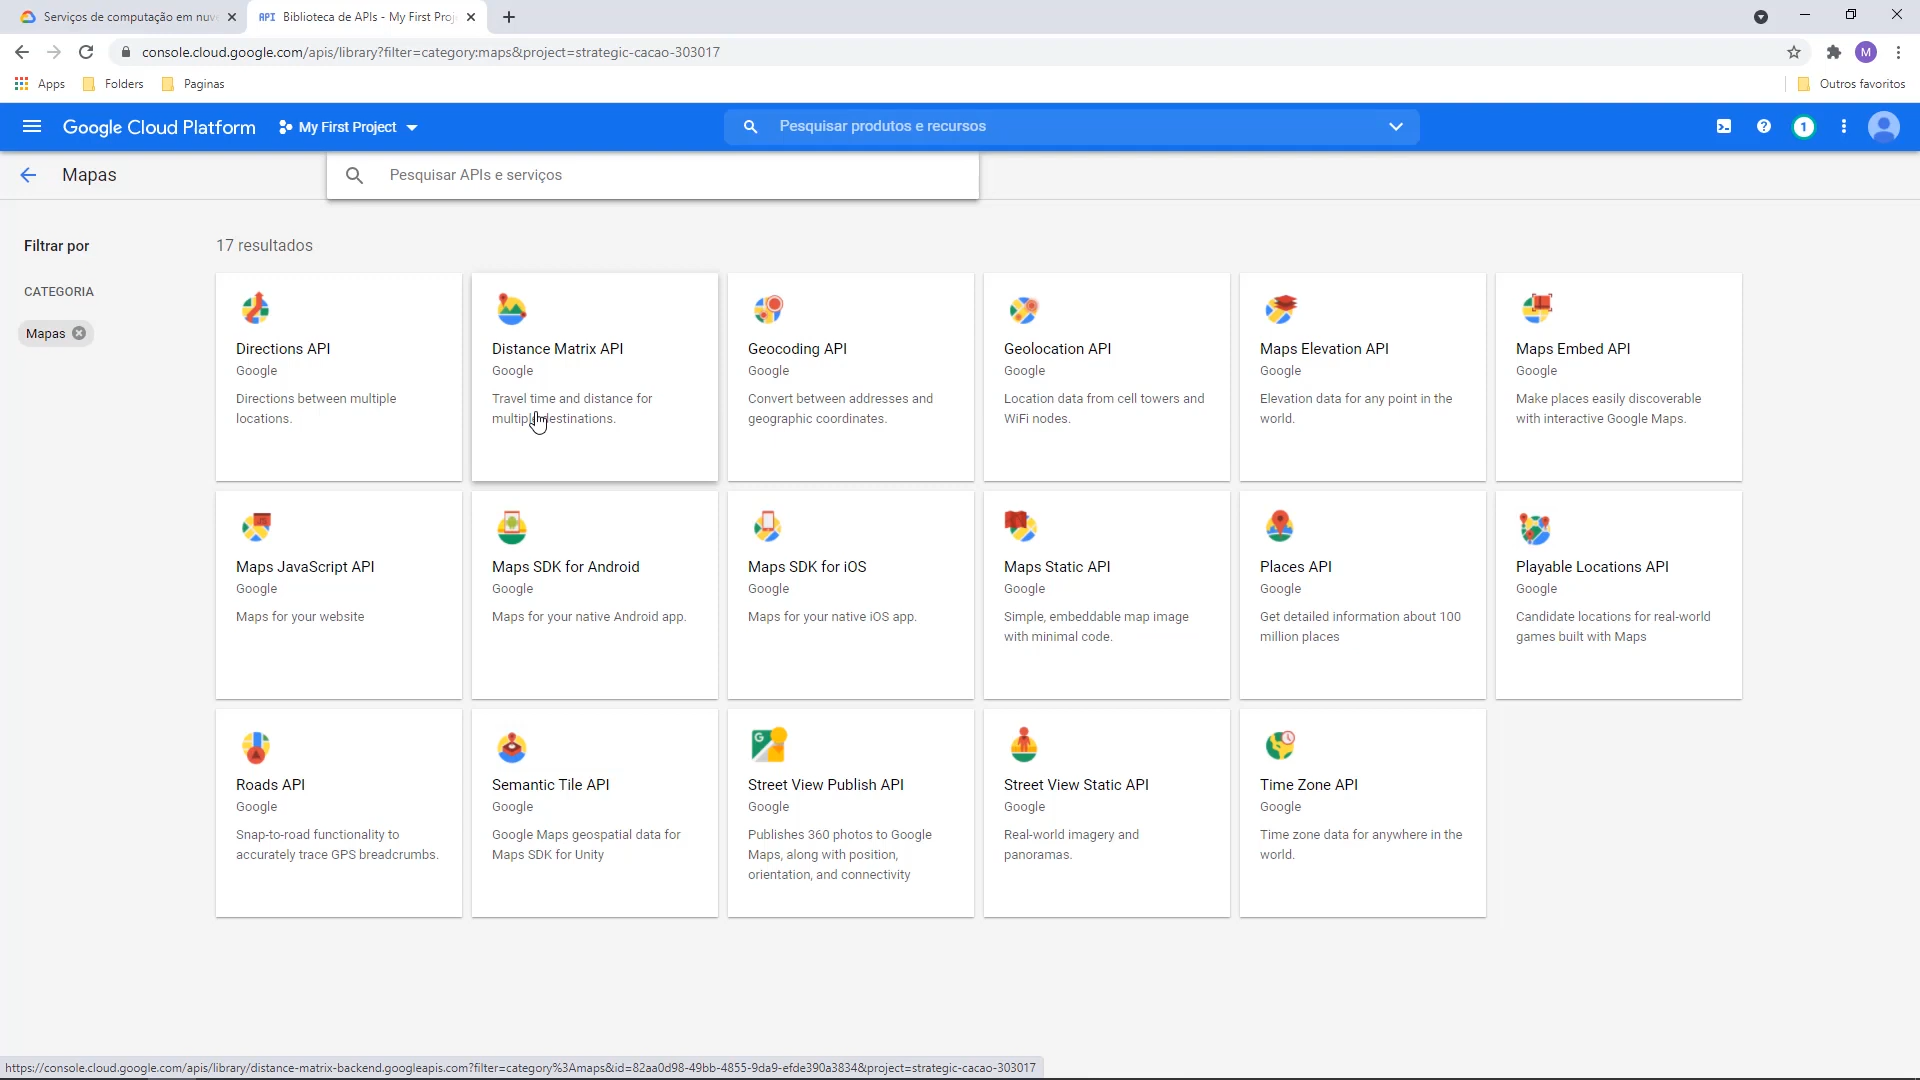 Serviços de computação em nuv
API Biblioteca de APIs - My First Proj
console.cloud.google.com/apis/library?filter=category:maps&project=strategic-cacao-303017
M
Apps
Folders
Paginas
Outros favoritos
Google Cloud Platform
My First Project
Pesquisar produtos e recursos
1
Mapas
Pesquisar APIs e serviços
Filtrar por
17 resultados
CATEGORIA
Mapas
Directions API
Google
Directions between multiple
locations.
Distance Matrix API
Google
Travel time and distance for
multiple destinations.
Geocoding API
Google
Convert between addresses and
geographic coordinates.
Geolocation API
Google
Location data from cell towers and
WiFi nodes.
Maps Elevation API
Google
Elevation data for any point in the
world.
Maps Embed API
Google
Make places easily discoverable
with interactive Google Maps.
Maps JavaScript API
Google
Maps for your website
Maps SDK for Android
Google
Maps for your native Android app.
Maps SDK for iOS
Google
Maps for your native iOS app.
Maps Static API
Google
Simple, embeddable map image
with minimal code.
Places API
Google
Get detailed information about 100
million places
Playable Locations API
Google
Candidate locations for real-world
games built with Maps
Roads API
Google
Snap-to-road functionality to
accurately trace GPS breadcrumbs.
Semantic Tile API
Google
Google Maps geospatial data for
Maps SDK for Unity
Street View Publish API
Google
Publishes 360 photos to Google
Maps, along with position,
orientation, and connectivity
Street View Static API
Google
Real-world imagery and
panoramas.
Time Zone API
Google
Time zone data for anywhere in the
world.
https://console.cloud.google.com/apis/library/distance-matrix-backend.googleapis.com?filter=category%3Amaps&id=82aa0d98-49bb-4855-9da9-efde390a3834&project=strategic-cacao-303017